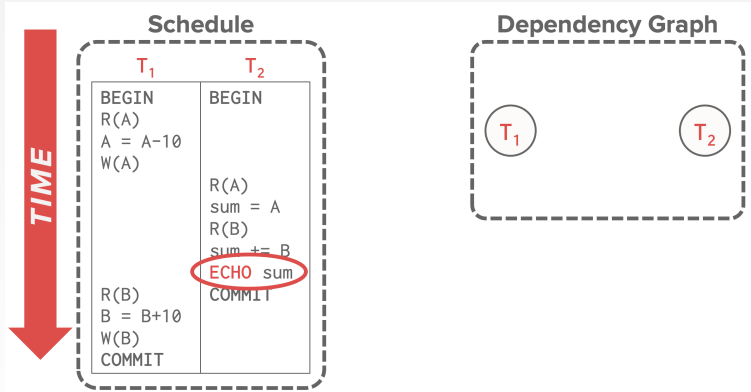 Schedule
Dependency Graph
TIME
T₁ T₂
BEGIN BEGIN
R(A)
A = A-10
W(A)
R(A)
sum = A
R(B)
sum += B
ECHO sum
R(B) COMMIT
B = B+10
W(B)
COMMIT
T₁
T₂